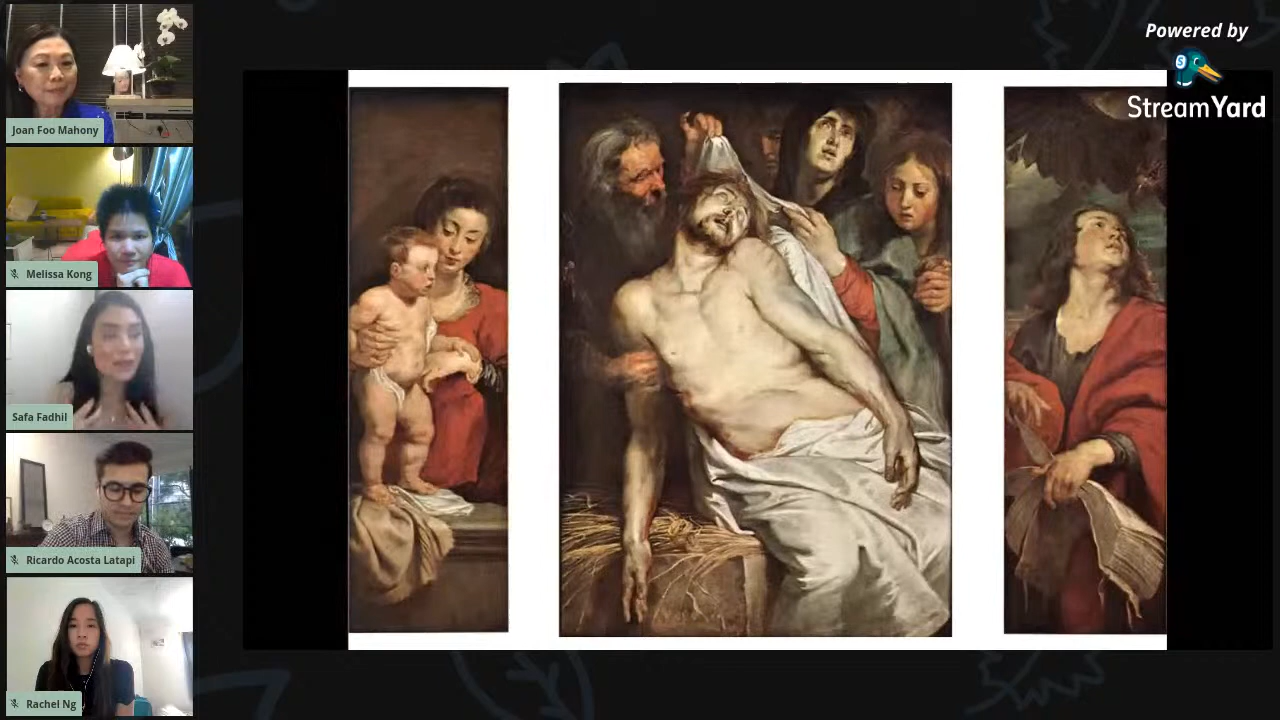 Joan Foo Mahony
Melissa Kong
Safa Fadhil
Ricardo Acosta Latapi
Rachel Ng
Powered by
S
StreamYard